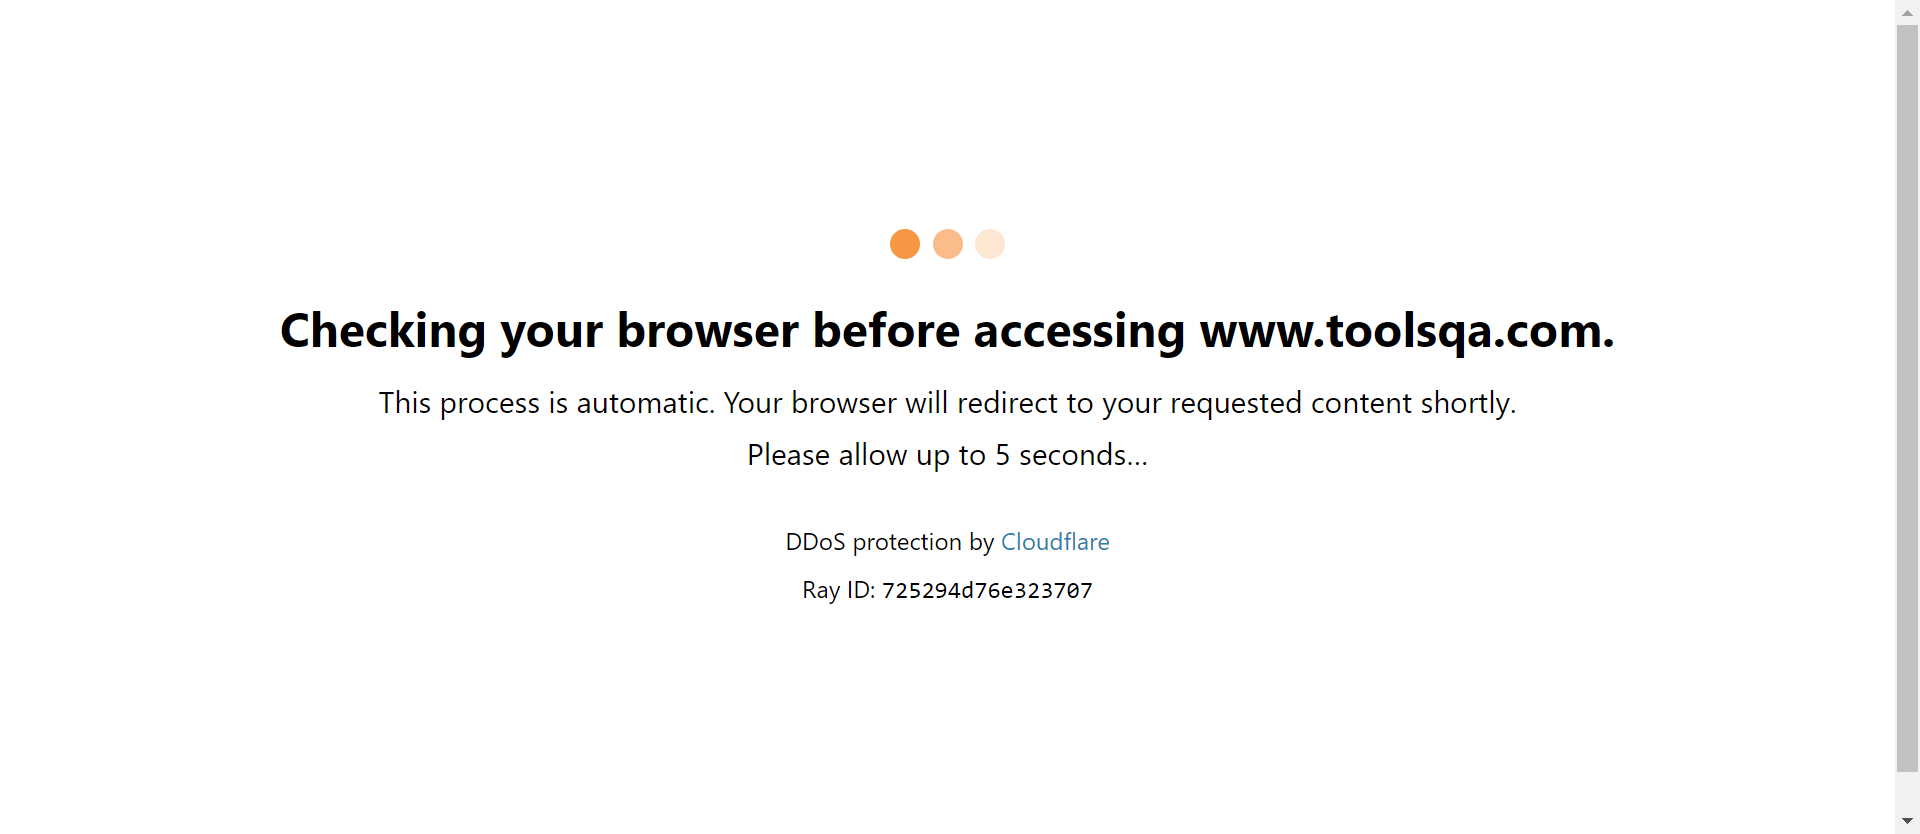 Checking your browser before accessing www.toolsqa.com.
This process is automatic. Your browser will redirect to your requested content shortly.
Please allow up to 5 seconds...
DDoS protection by Cloudflare
Ray ID: 725294d76e323707